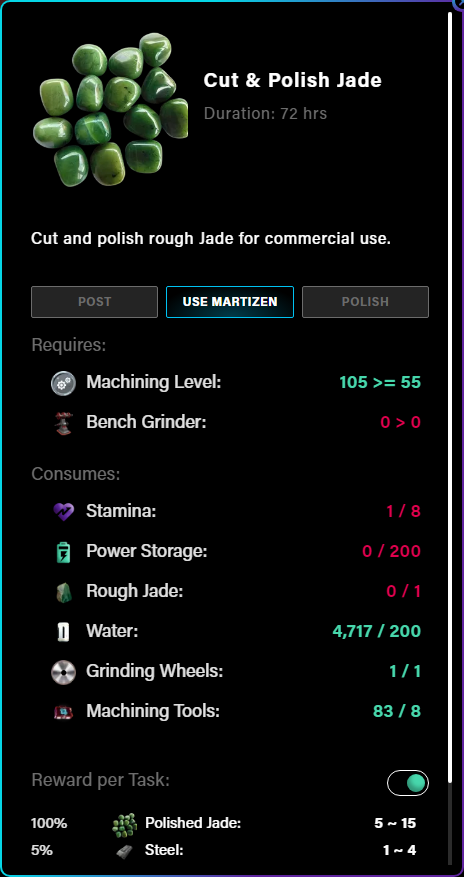 Cut & Polish Jade
Duration: 72 hrs
Cut and polish rough Jade for commercial use.
POST USE MARTIZEN POLISH
Requires:
Machining Level: 105 >= 55
Bench Grinder: 0 > 0
Consumes:
Stamina: 1 / 8
Power Storage: 0 / 200
Rough Jade: 0 / 1
Water: 4,717 / 200
Grinding Wheels: 1 / 1
Machining Tools: 83 / 8
Reward per Task:
100% Polished Jade: 5 ~ 15
5% Steel: 1 ~ 4